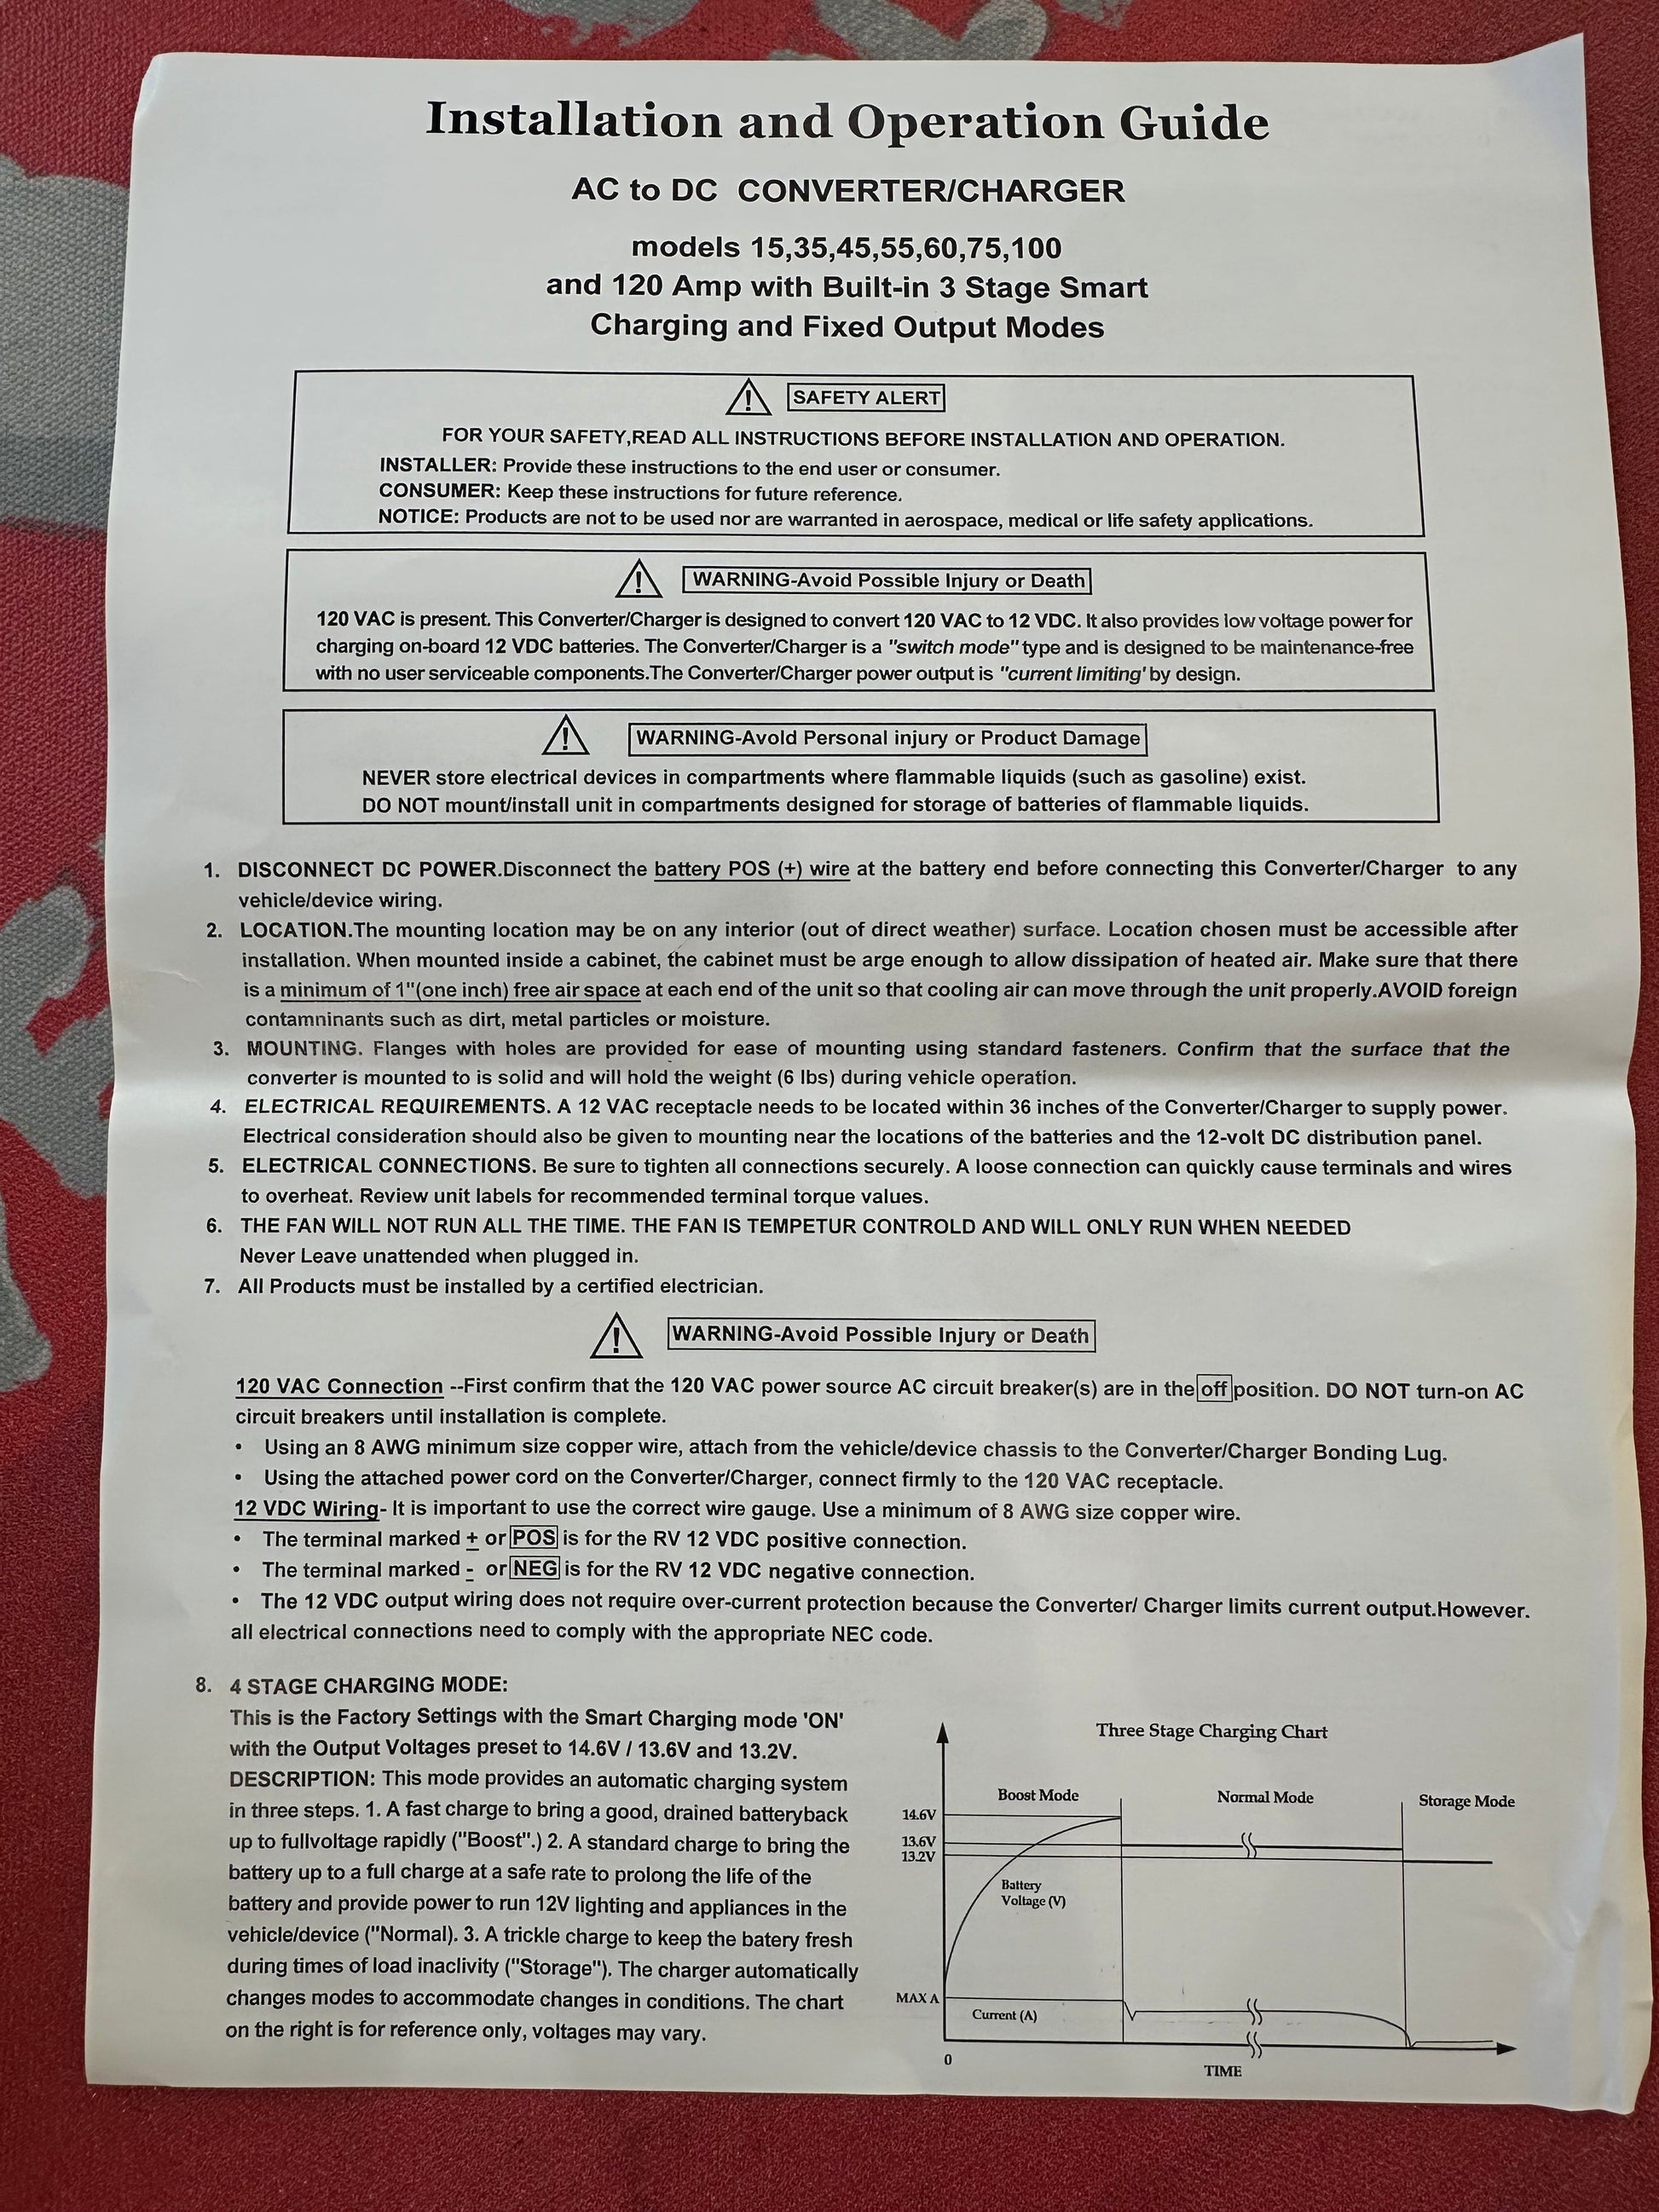 Installation and Operation Guide
AC to DC CONVERTER/CHARGER
models 15,35,45,55,60,75,100
and 120 Amp with Built-in 3 Stage Smart
Charging and Fixed Output Modes
SAFETY ALERT
FOR YOUR SAFETY,READ ALL INSTRUCTIONS BEFORE INSTALLATION AND OPERATION.
INSTALLER: Provide these instructions to the end user or consumer.
CONSUMER: Keep these instructions for future reference.
NOTICE: Products are not to be used nor are warranted in aerospace, medical or life safety applications.
WARNING-Avoid Possible Injury or Death
120 VAC is present. This Converter/Charger is designed to convert 120 VAC to 12 VDC. It also provides low voltage power for
charging on-board 12 VDC batteries. The Converter/Charger is a "switch mode" type and is designed to be maintenance-free
with no user serviceable components.The Converter/Charger power output is "current limiting' by design.
WARNING-Avold Personal injury or Product Damage
NEVER store electrical devices in compartments where flammable liquids (such as gasoline) exist.
DO NOT mount/install unit in compartments designed for storage of batteries of flammable liquids.
1. DISCONNECT DC POWER.Disconnect the battery POS (+) wire at the battery end before connecting this Converter/Charger to any
vehicle/device wiring.
2. LOCATION.The mounting location may be on any interior (out of direct weather) surface. Location chosen must be accessible after
installation. When mounted inside a cabinet, the cabinet must be arge enough to allow dissipation of heated air. Make sure that there
is a minimum of 1"(one inch) free air space at each end of the unit so that cooling air can move through the unit properly.AVOID foreign
contamninants such as dirt, metal particles or moisture.
3. MOUNTING. Flanges with holes are provided for ease of mounting using standard fasteners. Confirm that the surface that the
converter is mounted to is solid and will hold the weight (6 lbs) during vehicle operation.
4. ELECTRICAL REQUIREMENTS. A 12 VAC receptacle needs to be located within 36 inches of the Converter/Charger to supply power.
Electrical consideration should also be given to mounting near the locations of the batteries and the 12-volt DC distribution panel.
5. ELECTRICAL CONNECTIONS. Be sure to tighten all connections securely. A loose connection can quickly cause terminals and wires
to overheat. Review unit labels for recommended terminal torque values.
6. THE FAN WILL NOT RUN ALL THE TIME. THE FAN IS TEMPETUR CONTROLD AND WILL ONLY RUN WHEN NEEDED
Never Leave unattended when plugged in.
7. All Products must be installed by a certified electrician.
WARNING-Avoid Possible Injury or Death
120 VAC Connection --First confirm that the 120 VAC power source AC circuit breaker(s) are in the off position. DO NOT turn-on AC
circuit breakers until installation is complete.
• Using an 8 AWG minimum size copper wire, attach from the vehicle/device chassis to the Converter/Charger Bonding Lug.
• Using the attached power cord on the Converter/Charger, connect firmly to the 120 VAC receptacle.
12 VDC Wiring- It is important to use the correct wire gauge. Use a minimum of 8 AWG size copper wire.
• The terminal marked + or POS is for the RV 12 VDC positive connection.
• The terminal marked - or NEG is for the RV 12 VDC negative connection.
• The 12 VDC output wiring does not require over-current protection because the Converter/ Charger limits current output.However.
all electrical connections need to comply with the appropriate NEC code.
8. 4 STAGE CHARGING MODE:
This is the Factory Settings with the Smart Charging mode 'ON'
with the Output Voltages preset to 14.6V / 13.6V and 13.2V.
DESCRIPTION: This mode provides an automatic charging system
in three steps. 1. A fast charge to bring a good, drained batteryback
up to fullvoltage rapidly ("Boost".) 2. A standard charge to bring the
battery up to a full charge at a safe rate to prolong the life of the
battery and provide power to run 12V lighting and appliances in the
vehicle/device ("Normal). 3. A trickle charge to keep the batery fresh
during times of load inaclivity ("Storage"). The charger automatically
changes modes to accommodate changes in conditions. The chart
on the right is for reference only, voltages may vary.
Three Stage Charging Chart
Boost Mode
Normal Mode
Storage Mode
14.6V
13.6V
13.2V
Battery
Voltage (V)
MAX A
Current (A)
0
TIME